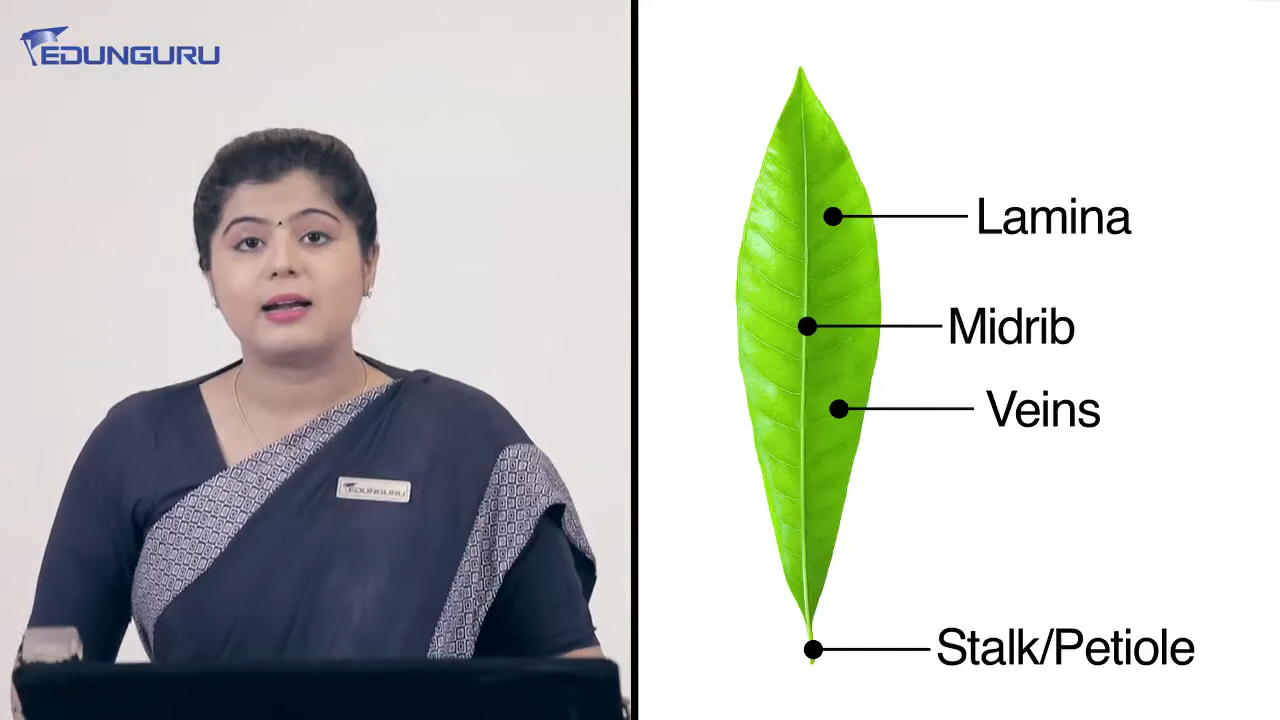 EDUNGURU
EDUNGURU
Lamina
Midrib
Veins
Stalk/Petiole